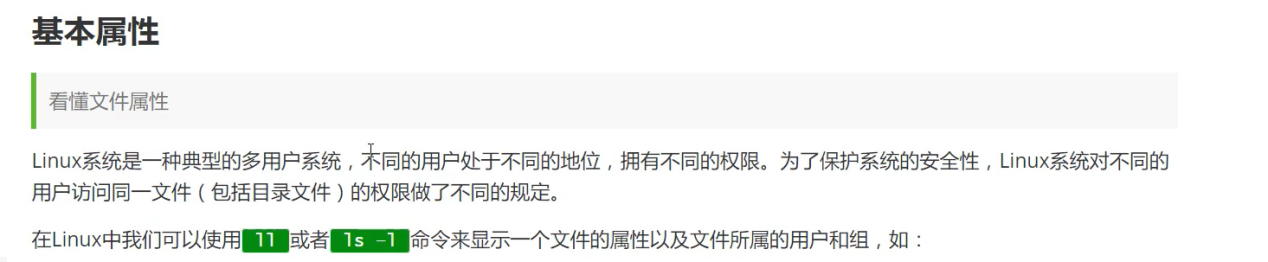 基本属性
看懂文件属性
Linux系统是一种典型的多用户系统，不同的用户处于不同的地位，拥有不同的权限。为了保护系统的安全性，Linux系统对不同的
用户访问同一文件（包括目录文件）的权限做了不同的规定。
在Linux中我们可以使用 ll 或者 ls –l 命令来显示一个文件的属性以及文件所属的用户和组，如：